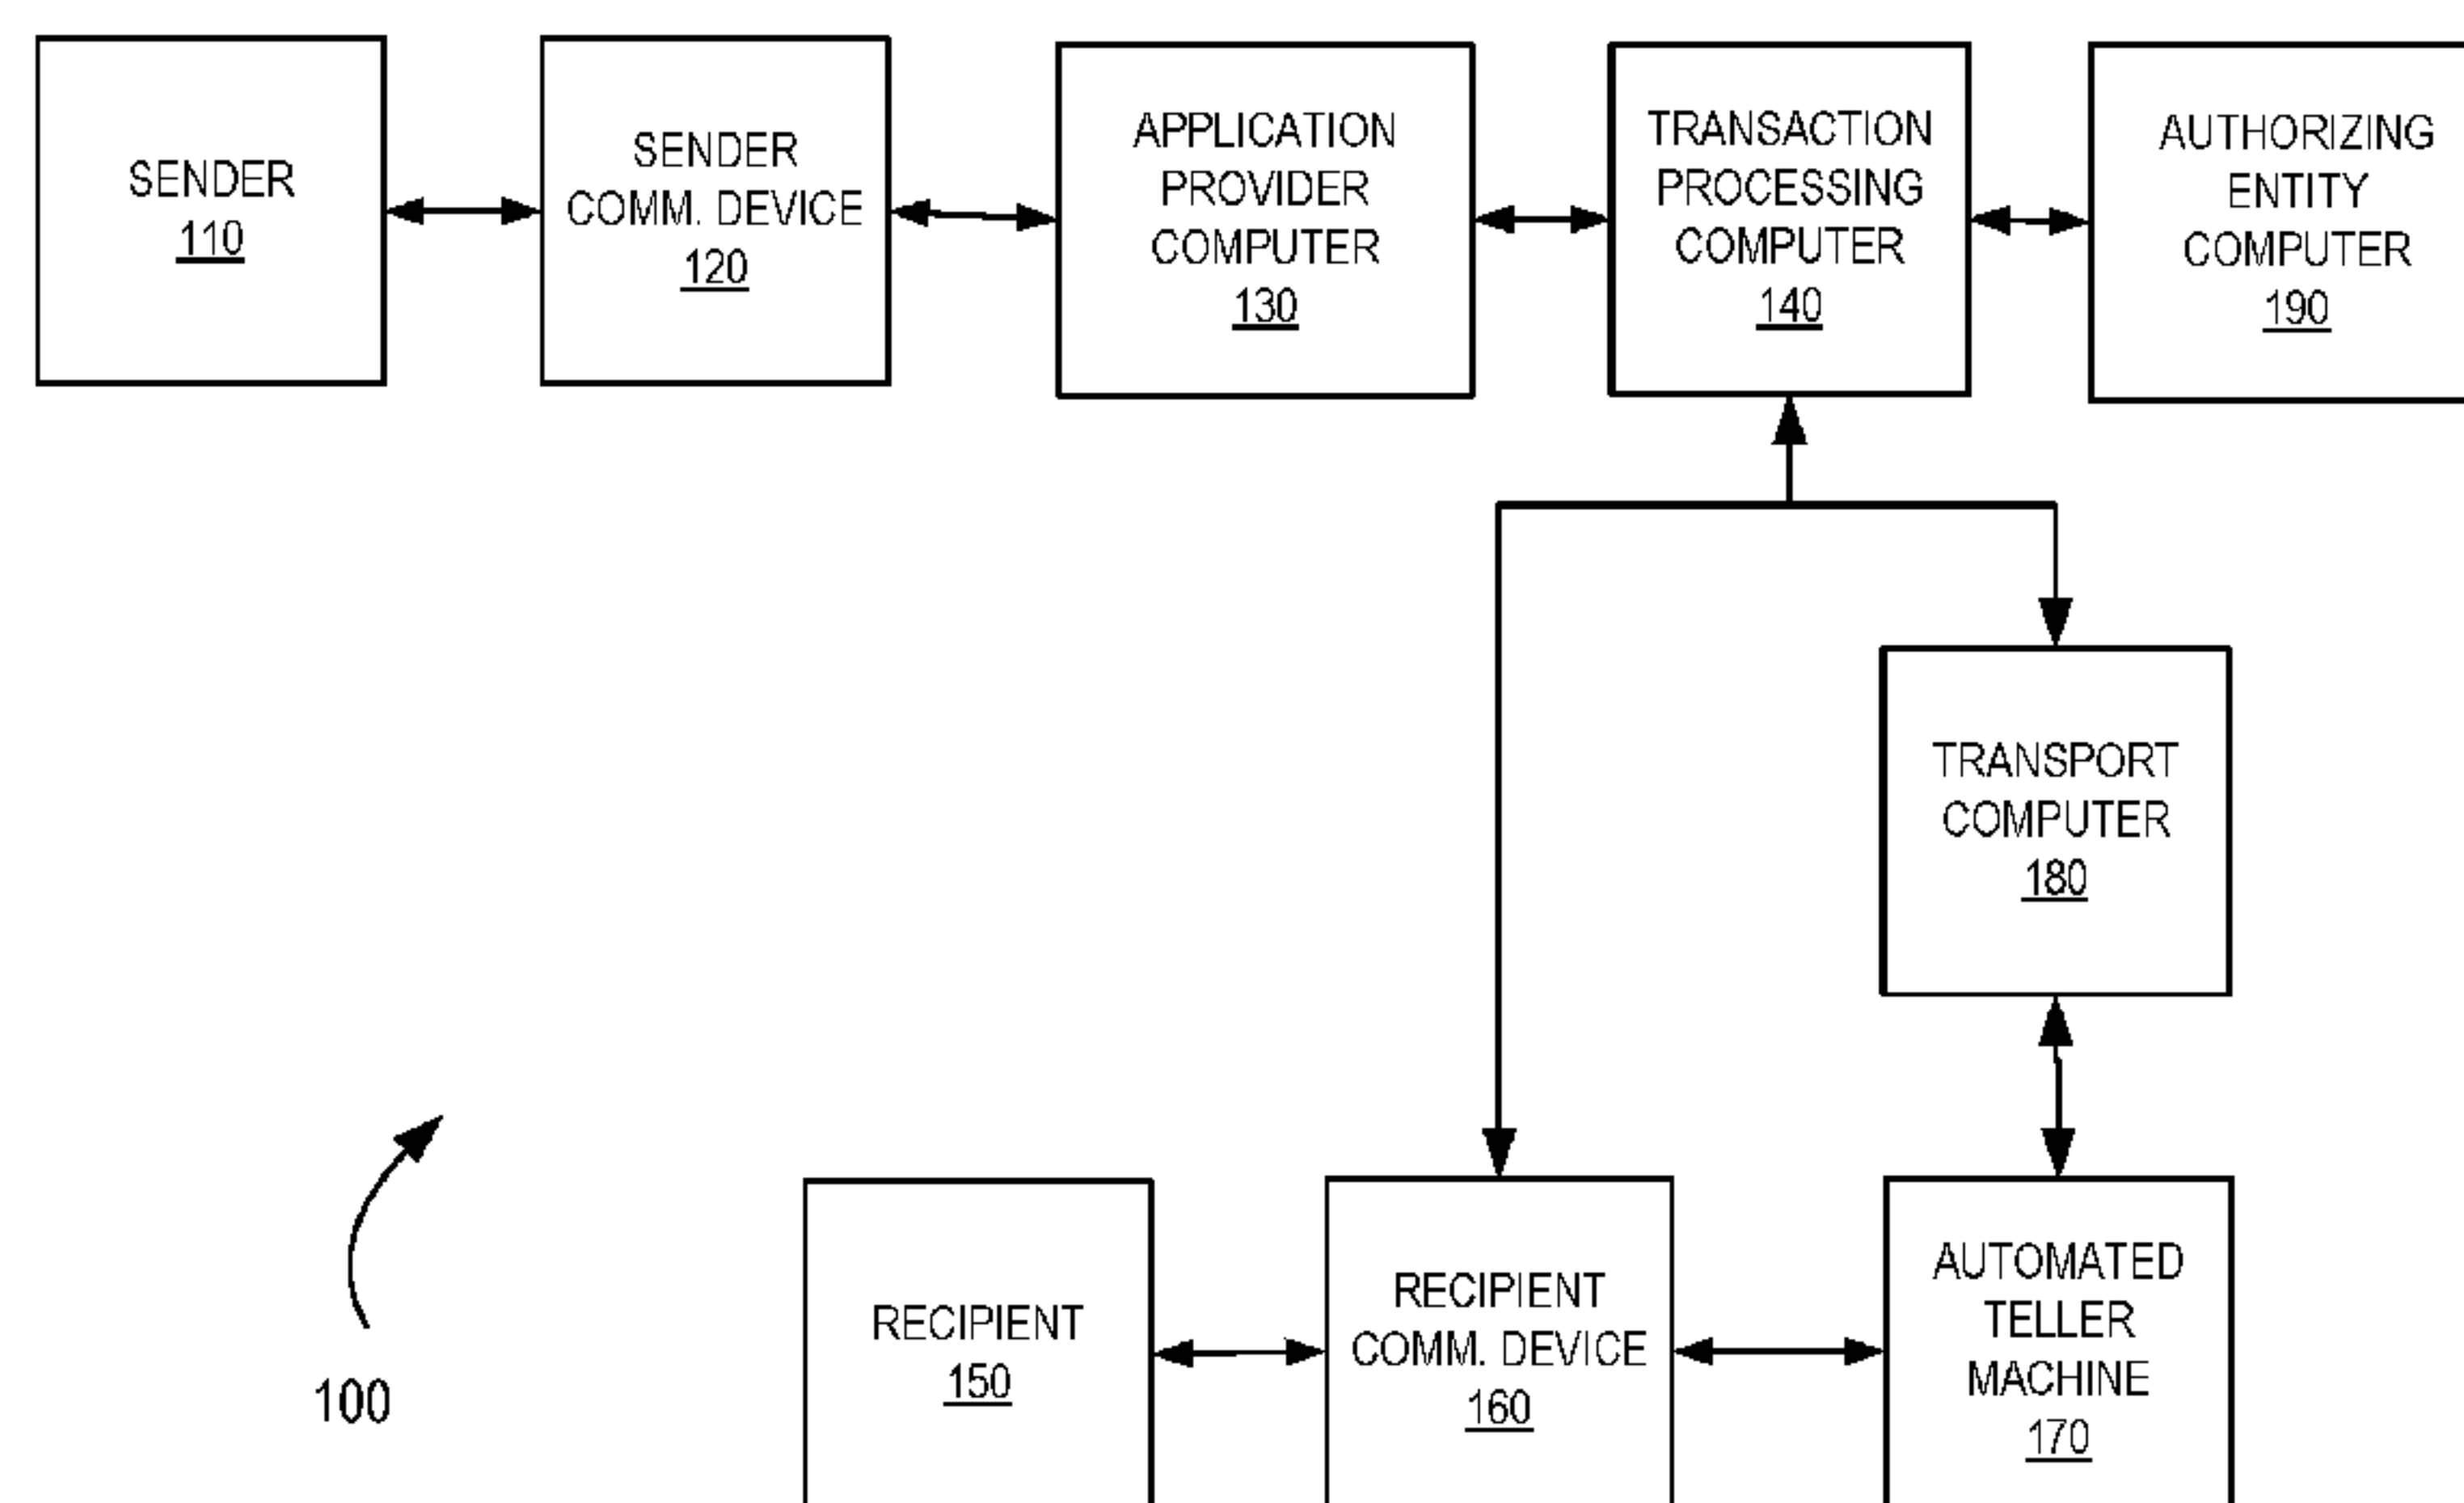 SENDER
110
SENDER
COMM. DEVICE
120
APPLICATION
PROVIDER
COMPUTER
130
TRANSACTION
PROCESSING
COMPUTER
140
AUTHORIZING
ENTITY
COMPUTER
190
TRANSPORT
COMPUTER
180
100
RECIPIENT
150
RECIPIENT
COMM. DEVICE
160
AUTOMATED
TELLER
MACHINE
170